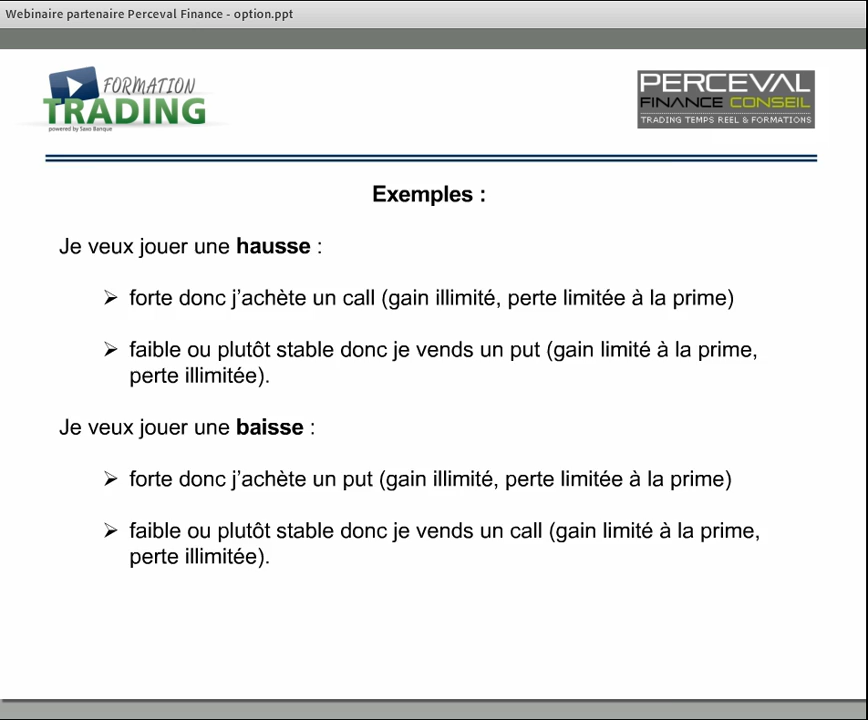 Webinaire partenaire Perceval Finance - option.ppt
FORMATION
TRADING
powered by Saxo Banque
PERCEVAL
FINANCE CONSEIL
TRADING TEMPS REEL & FORMATIONS
Exemples :
Je veux jouer une hausse :
➢ forte donc j’achète un call (gain illimité, perte limitée à la prime)
➢ faible ou plutôt stable donc je vends un put (gain limité à la prime,
perte illimitée).
Je veux jouer une baisse :
➢ forte donc j’achète un put (gain illimité, perte limitée à la prime)
➢ faible ou plutôt stable donc je vends un call (gain limité à la prime,
perte illimitée).